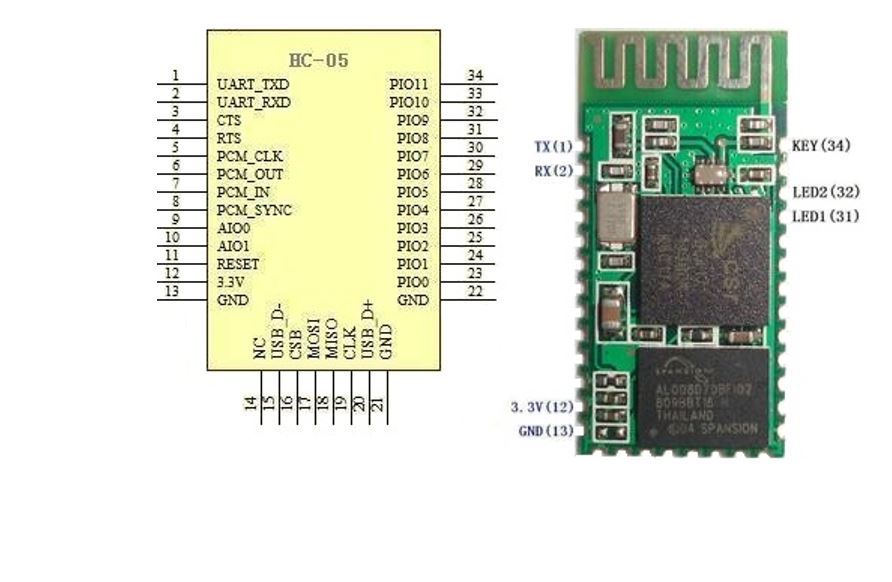 HC-05
1 UART_TXD PIO11 34
2 UART_RXD PIO10 33
3 CTS PIO9 32
4 RTS PIO8 31
5 PCM_CLK PIO7 30
6 PCM_OUT PIO6 29
7 PCM_IN PIO5 28
8 PCM_SYNC PIO4 27
9 AIO0 PIO3 26
10 AIO1 PIO2 25
11 RESET PIO1 24
12 3.3V PIO0 23
13 GND GND 22
NC USB_D- CSB MOSI MISO CLK USB_D+ GND
14 15 16 17 18 19 20 21
TX(1)
RX(2)
KEY(34)
LED2(32)
LED1(31)
csr
3.3V(12)
GND(13)
SPANSION
THAILAND
04 SPANSION